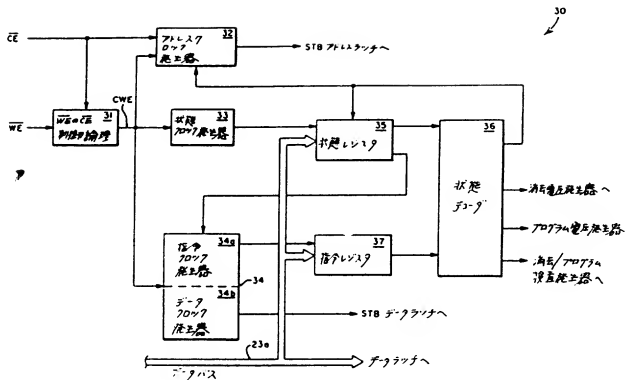 30
CE
アドレスク
ロック
発生器
32
STB アドレスラッチへ
WE
WEのCE
制御論理
31
CWE
状態
クロック発生器
33
状態レジスタ
35
状態
デコーダ
36
消去電圧発生器へ
プログラム電圧発生器へ
消去/プログラム
検査発生器へ
指令
クロック
発生器
34a
34
データ
クロック
発生器
34b
指令レジスタ
37
STB データラッチへ
23a
データバス
データラッチへ